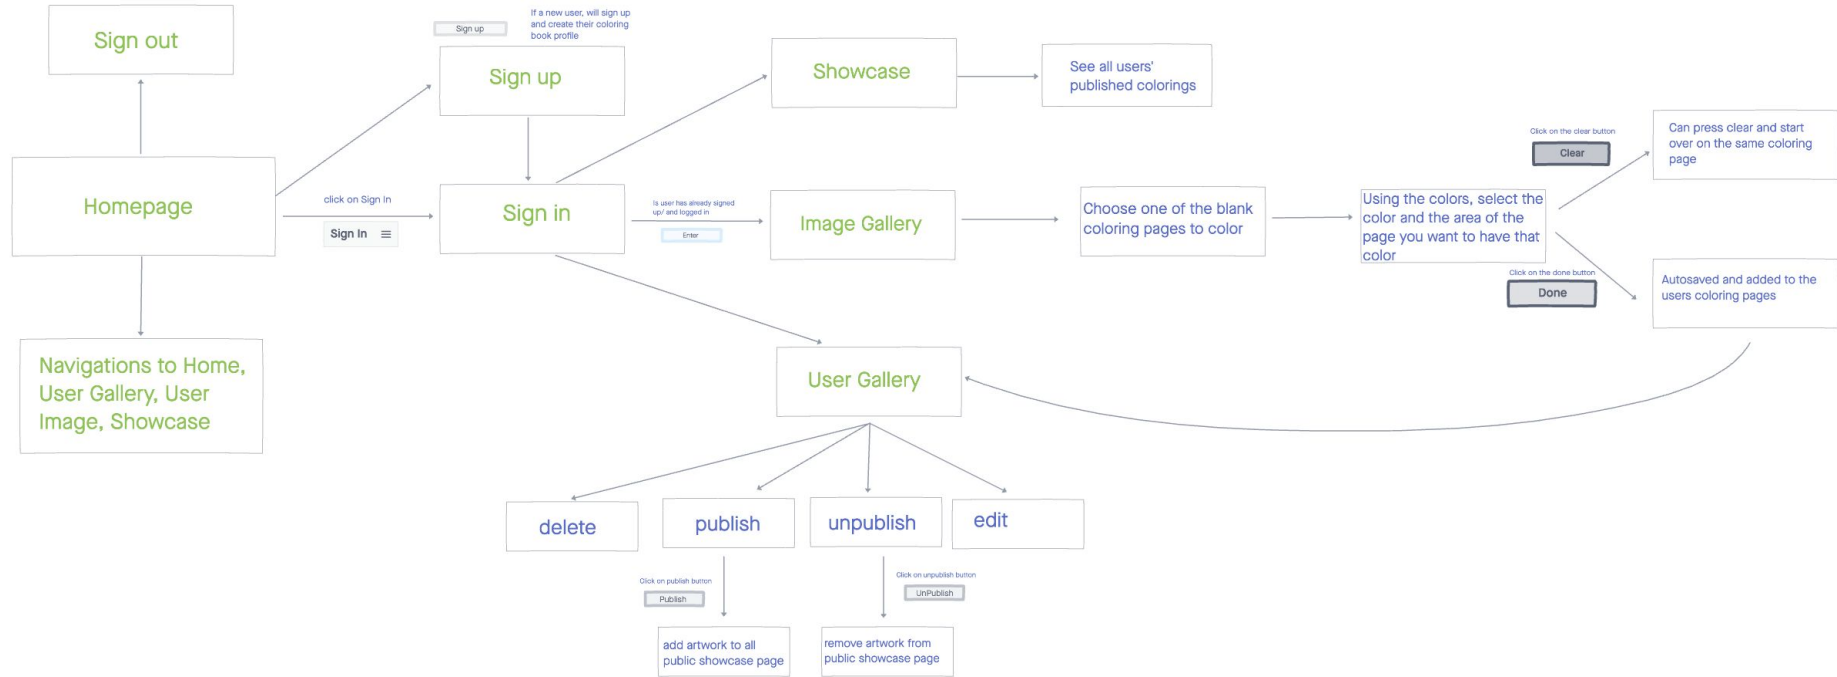 Sign out
Sign up
If a new user, will sign up
and create their coloring
book profile
Sign up
Showcase
See all users'
published colorings
Homepage
click on Sign In
Sign In
Sign in
Is user has already signed
up/ and logged in
Enter
Image Gallery
Choose one of the blank
coloring pages to color
Using the colors, select the
color and the area of the
page you want to have that
color
Click on the clear button
Clear
Can press clear and start
over on the same coloring
page
Click on the done button
Done
Autosaved and added to the
users coloring pages
Navigations to Home,
User Gallery, User
Image, Showcase
User Gallery
delete
publish
unpublish
edit
Click on publish button
Publish
Click on unpublish button
UnPublish
add artwork to all
public showcase page
remove artwork from
public showcase page